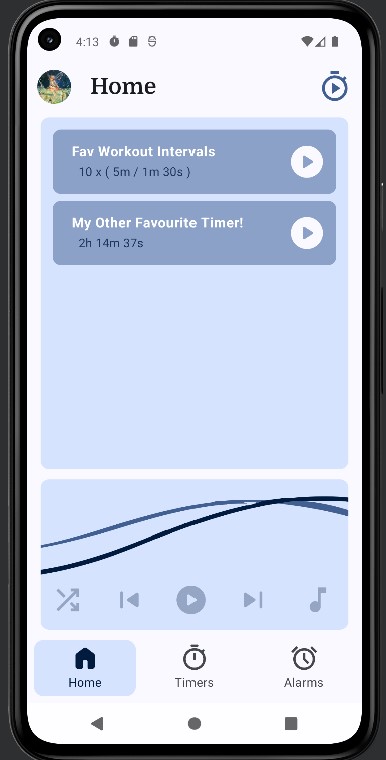 4:13
Home
Fav Workout Intervals
10 x ( 5m / 1m 30s )
My Other Favourite Timer!
2h 14m 37s
Home
Timers
Alarms